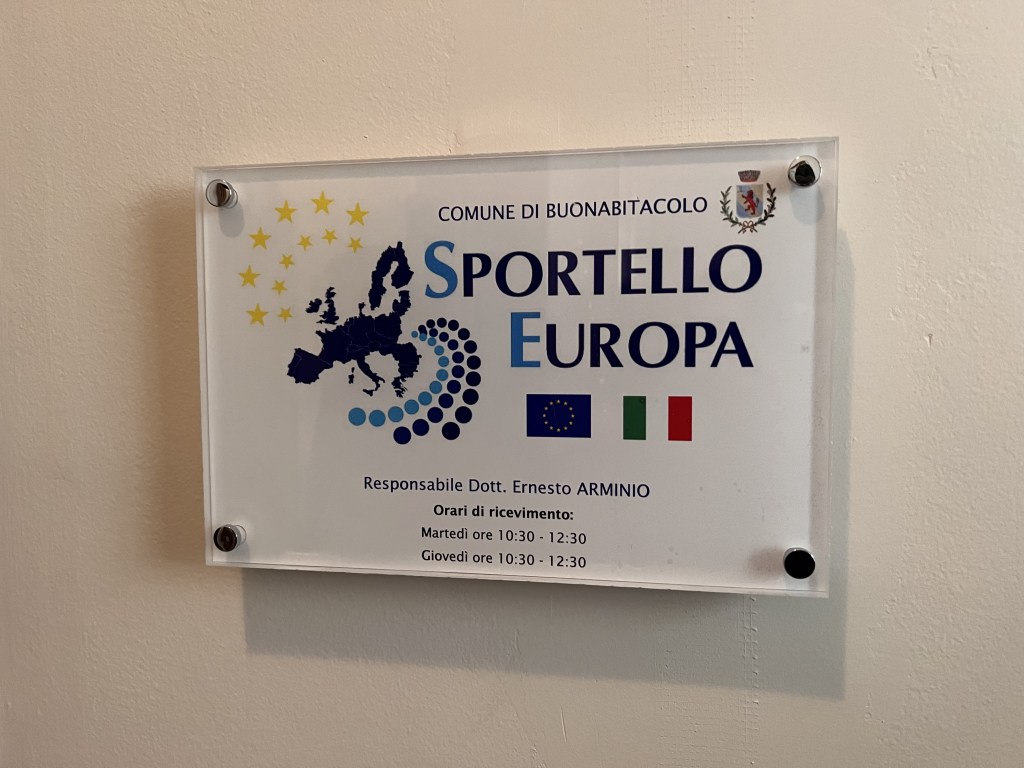 COMUNE DI BUONABITACOLO
SPORTELLO
EUROPA
Responsabile Dott. Ernesto ARMINIO
Orari di ricevimento:
Martedì ore 10:30 - 12:30
Giovedì ore 10:30 - 12:30